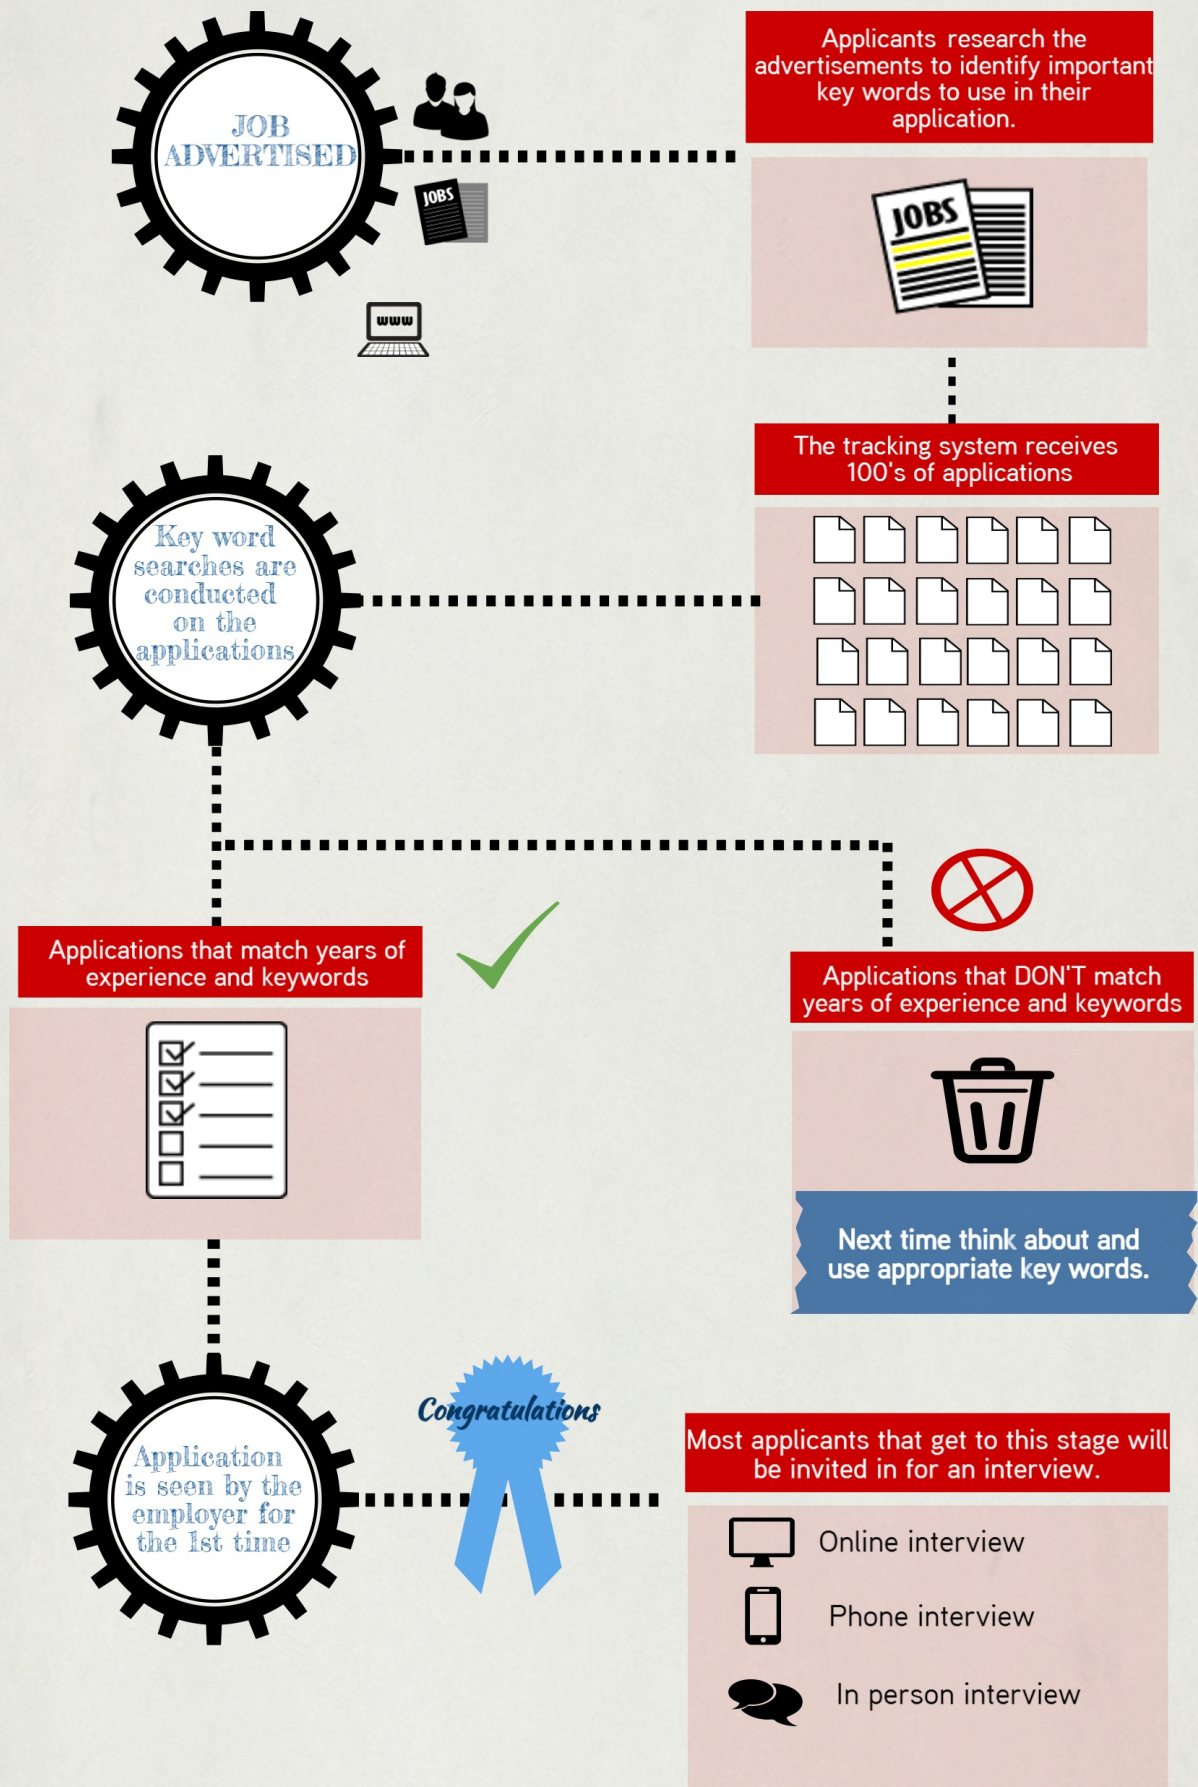 JOB
ADVERTISED
JOBS
www
Applicants research the
advertisements to identify important
key words to use in their
application.
JOBS
The tracking system receives
100's of applications
Key word
searches are
conducted
on the
applications
Applications that match years of
experience and keywords
Applications that DON'T match
years of experience and keywords
Next time think about and
use appropriate key words.
Application
is seen by the
employer for
the 1st time
Congratulations
Most applicants that get to this stage will
be invited in for an interview.
Online interview
Phone interview
In person interview